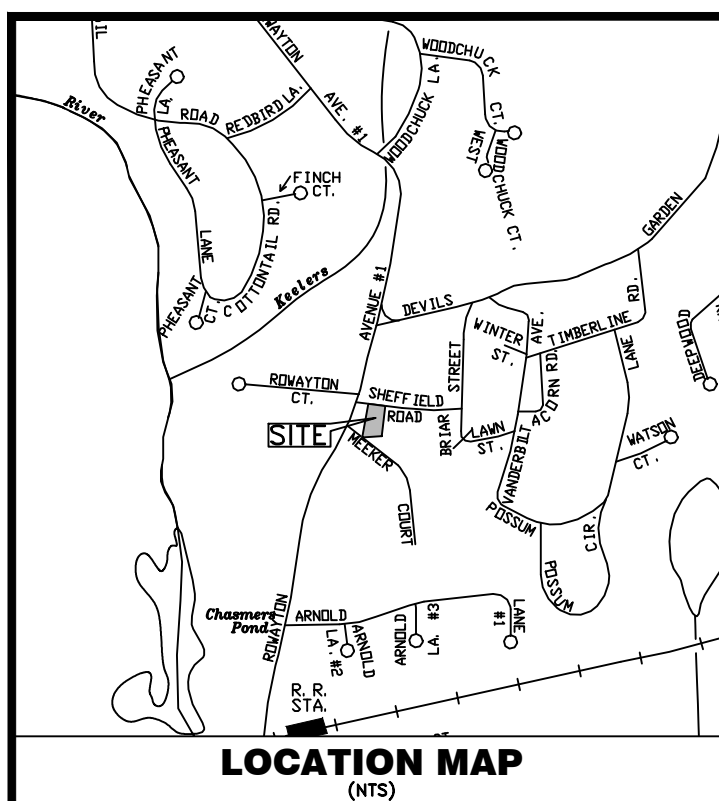 ROWAYTON
AVE. #1
WOODCHUCK
CT.
WOODCHUCK LA.
WEST
WOODCHUCK CT.
PHEASANT
LA.
ROAD
REDBIRD LA.
River
PHEASANT
LANE
FINCH
CT.
COTTONTAIL RD.
PHEASANT
CT.
Keelers
AVENUE #1
DEVILS
GARDEN
RD.
WINTER
ST.
AVE.
TIMBERLINE
LANE
DEEPWOOD
STREET
BRIAR
ROWAYTON
CT.
SHEFFIELD
ROAD
SITE
MEEKER
COURT
LAWN
ST.
VANDERBILT
ACORN RD.
WATSON
CT.
POSSUM
CIR.
POSSUM
Chasmers
Pond
ROWAYTON
ARNOLD
LANE
#1
ARNOLD
LA. #2
ARNOLD
LA. #3
R. R.
STA.
LOCATION MAP
(NTS)